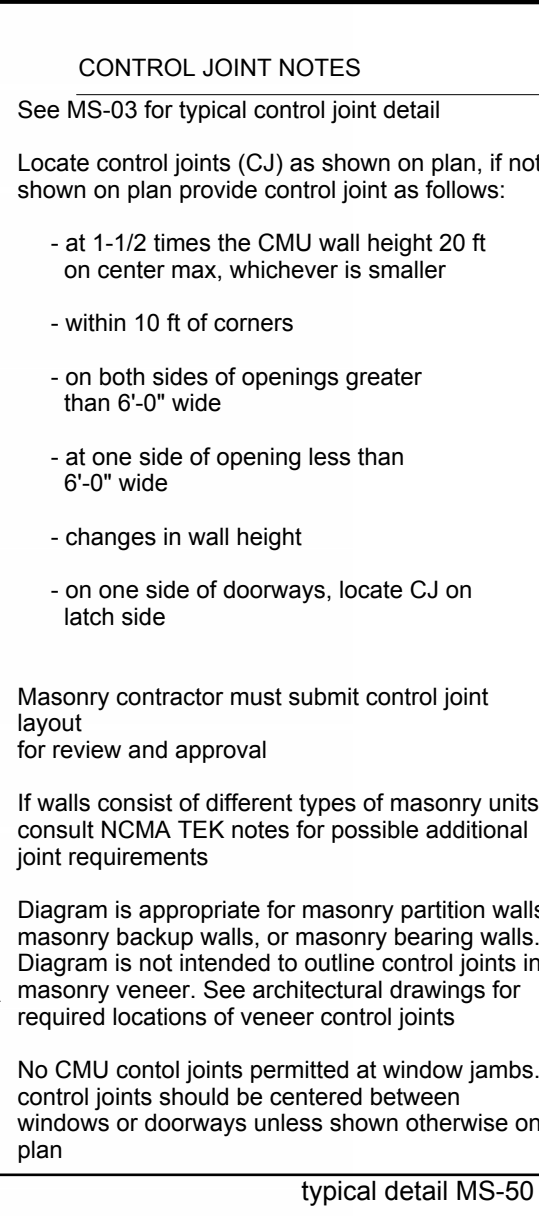 CONTROL JOINT NOTES
See MS-03 for typical control joint detail
Locate control joints (CJ) as shown on plan, if not
shown on plan provide control joint as follows:
- at 1-1/2 times the CMU wall height 20 ft
on center max, whichever is smaller
- within 10 ft of corners
- on both sides of openings greater
than 6'-0" wide
- at one side of opening less than
6'-0" wide
- changes in wall height
- on one side of doorways, locate CJ on
latch side
Masonry contractor must submit control joint
layout
for review and approval
If walls consist of different types of masonry units
consult NCMA TEK notes for possible additional
joint requirements
Diagram is appropriate for masonry partition walls
masonry backup walls, or masonry bearing walls.
Diagram is not intended to outline control joints in
masonry veneer. See architectural drawings for
required locations of veneer control joints
No CMU contol joints permitted at window jambs.
control joints should be centered between
windows or doorways unless shown otherwise on
plan
typical detail MS-50